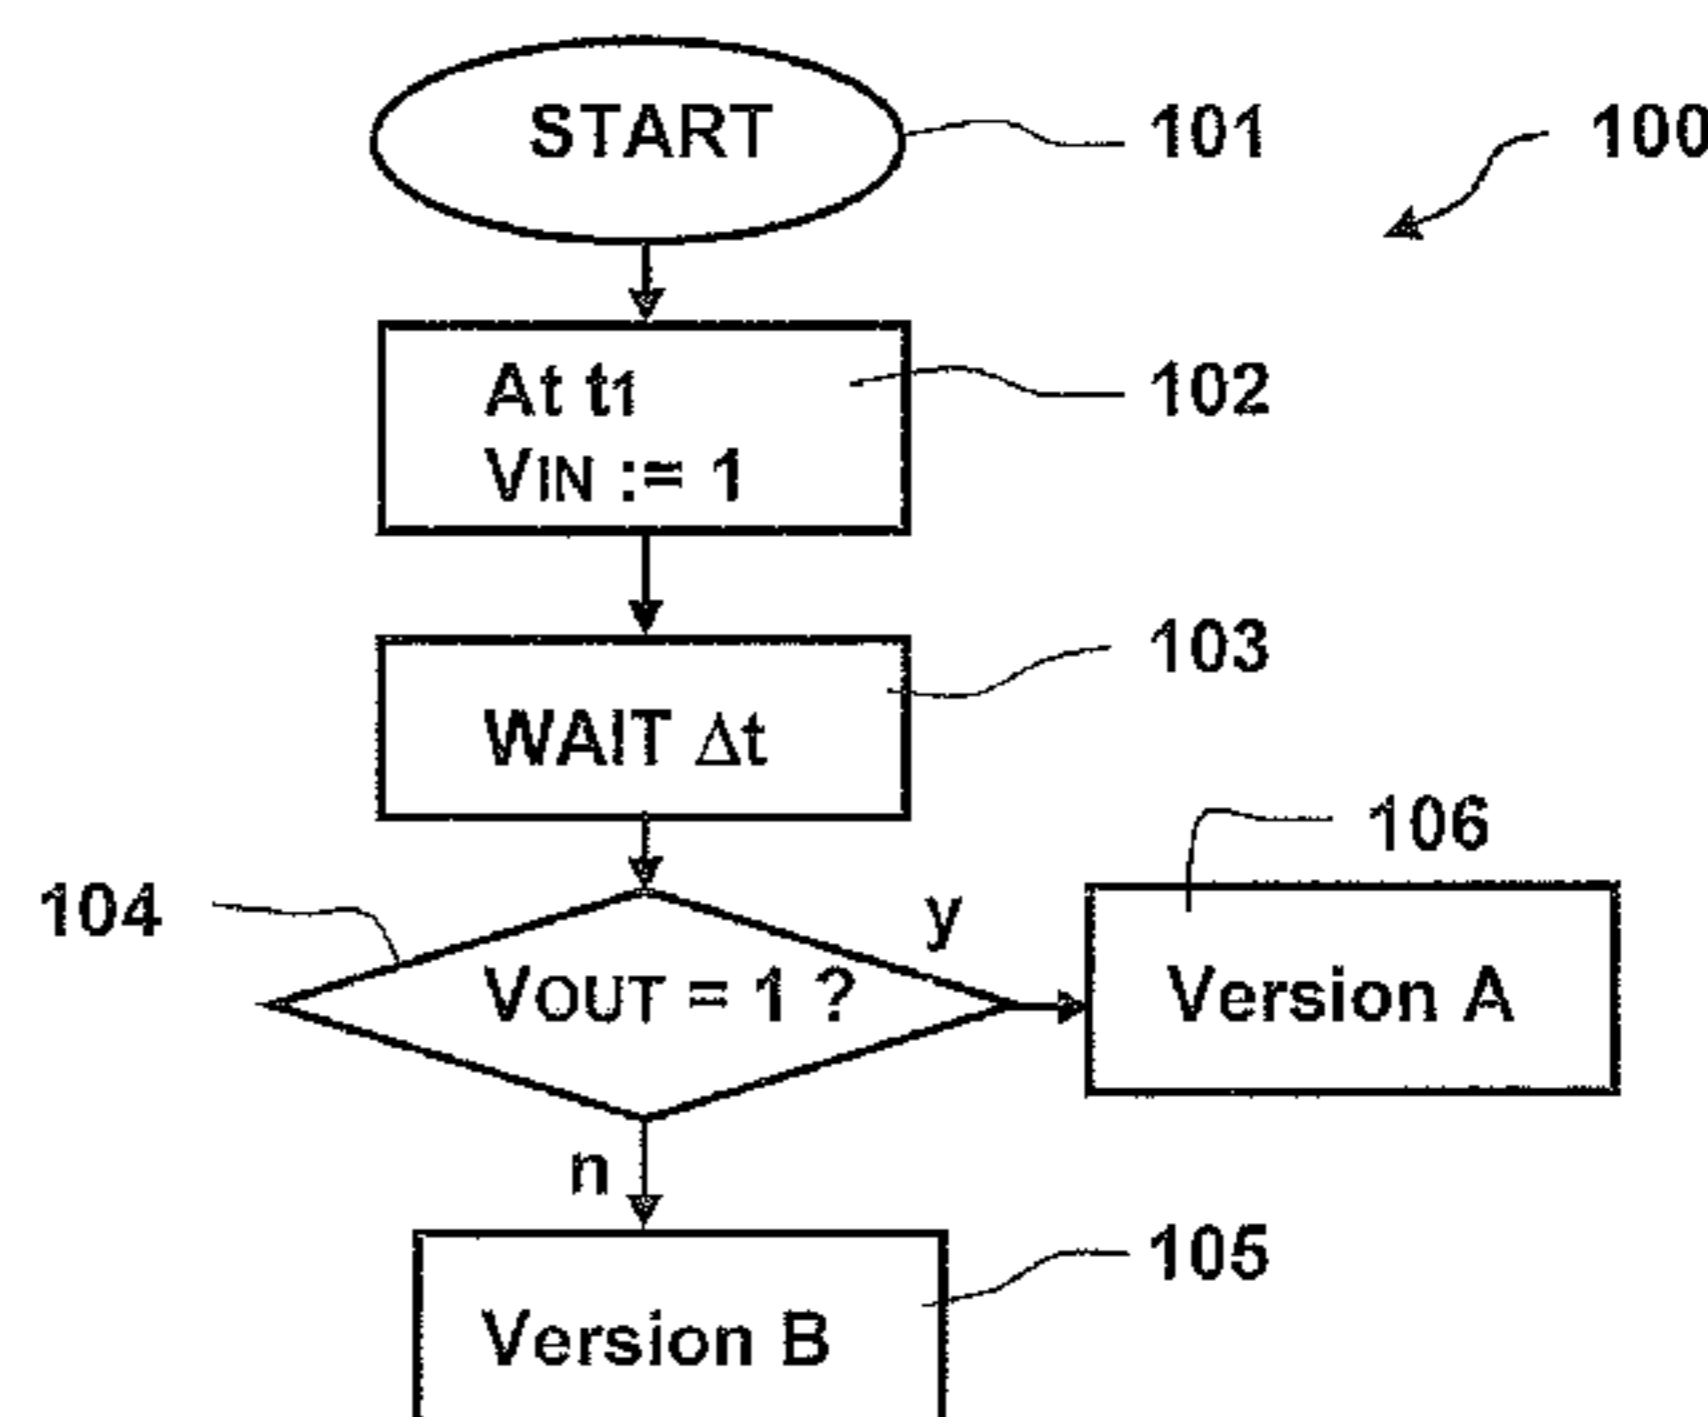 START
101
100
At t1
VIN := 1
102
WAIT Δt
103
106
104
y
VOUT = 1 ?
Version A
n
105
Version B